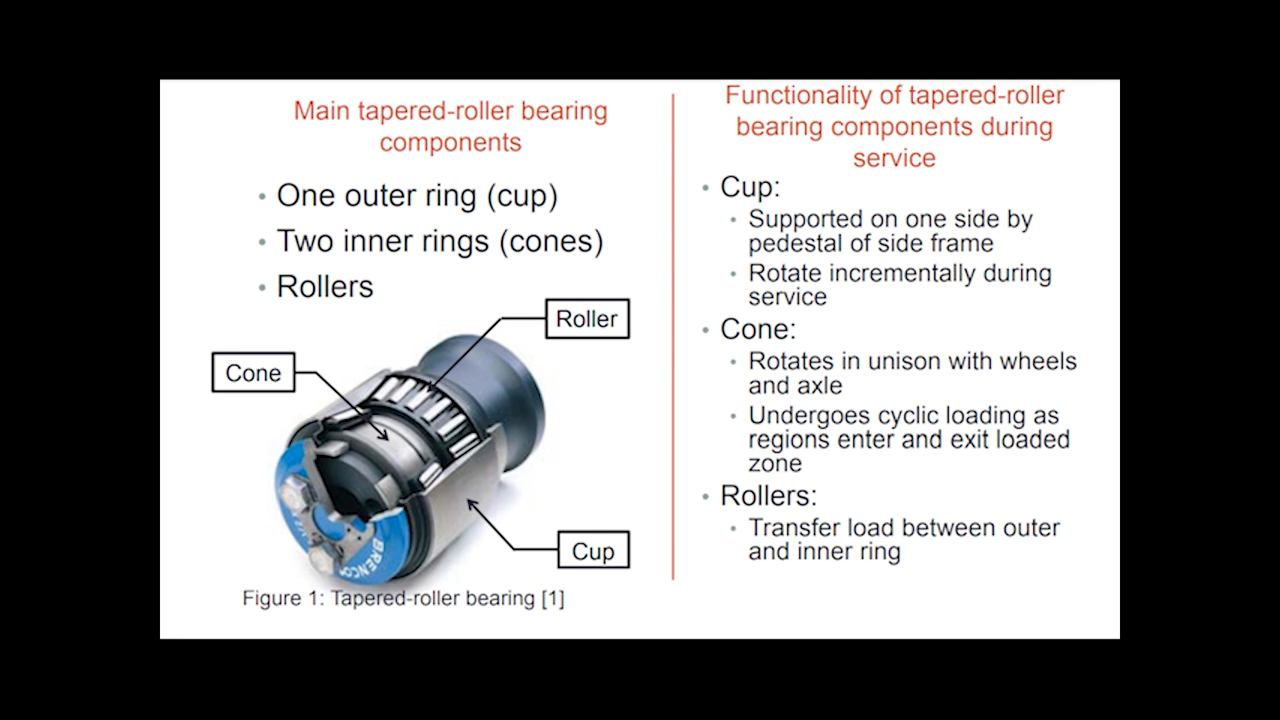 Main tapered-roller bearing
components
• One outer ring (cup)
• Two inner rings (cones)
• Rollers
Roller
Cone
Cup
BRENCO
Figure 1: Tapered-roller bearing [1]
Functionality of tapered-roller
bearing components during
service
• Cup:
• Supported on one side by
pedestal of side frame
• Rotate incrementally during
service
• Cone:
• Rotates in unison with wheels
and axle
• Undergoes cyclic loading as
regions enter and exit loaded
zone
• Rollers:
• Transfer load between outer
and inner ring